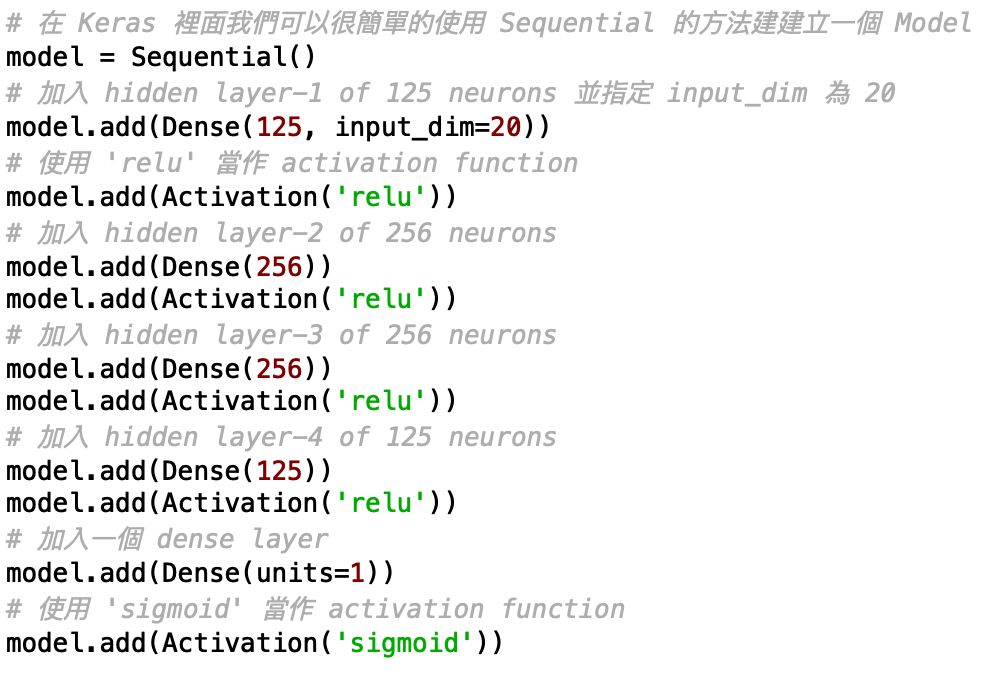 # 在 Keras 裡面我們可以很簡單的使用 Sequential 的方法建建立一個 Model
model = Sequential()
# 加入 hidden layer-1 of 125 neurons 並指定 input_dim 為 20
model.add(Dense(125, input_dim=20))
# 使用 'relu' 當作 activation function
model.add(Activation('relu'))
# 加入 hidden layer-2 of 256 neurons
model.add(Dense(256))
model.add(Activation('relu'))
# 加入 hidden layer-3 of 256 neurons
model.add(Dense(256))
model.add(Activation('relu'))
# 加入 hidden layer-4 of 125 neurons
model.add(Dense(125))
model.add(Activation('relu'))
# 加入一個 dense layer
model.add(Dense(units=1))
# 使用 'sigmoid' 當作 activation function
model.add(Activation('sigmoid'))